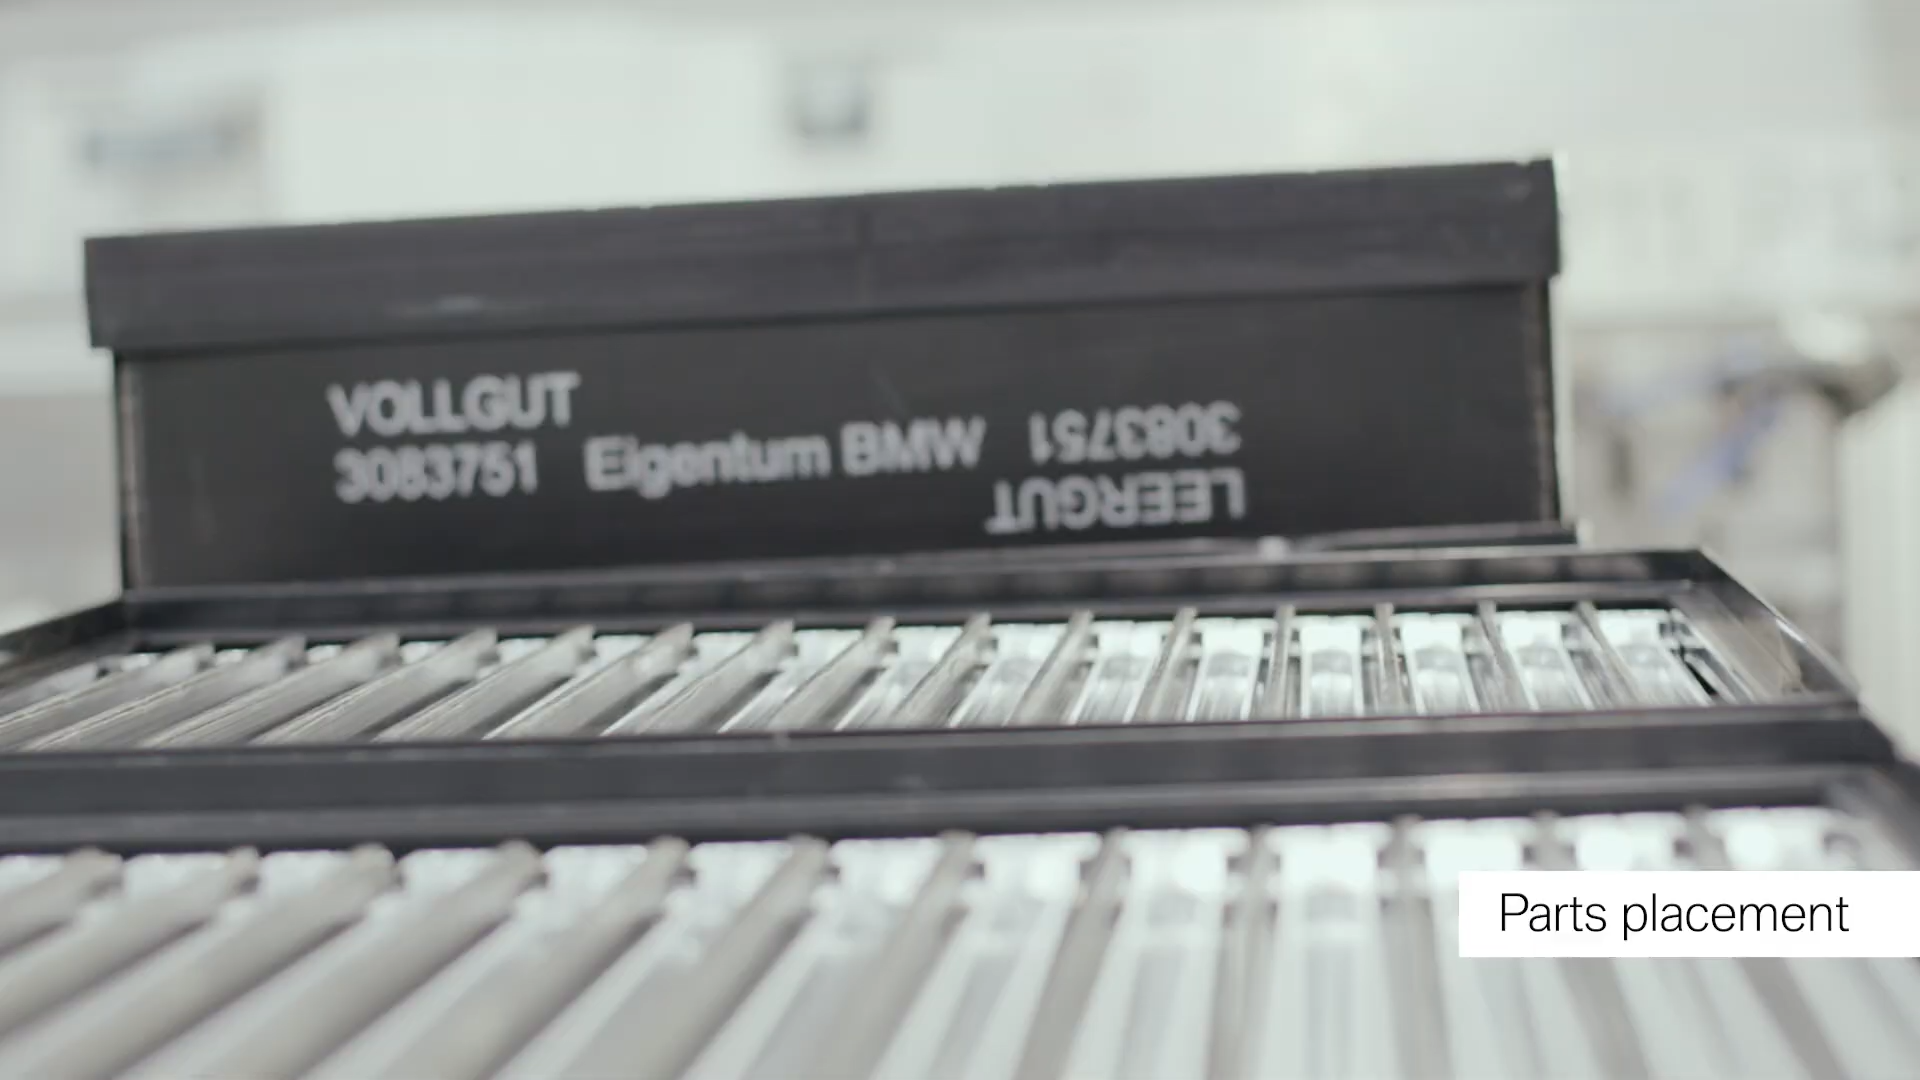 VOLLGUT
3083751 Eigentum BMW
LEERGUT
3083751
Parts placement